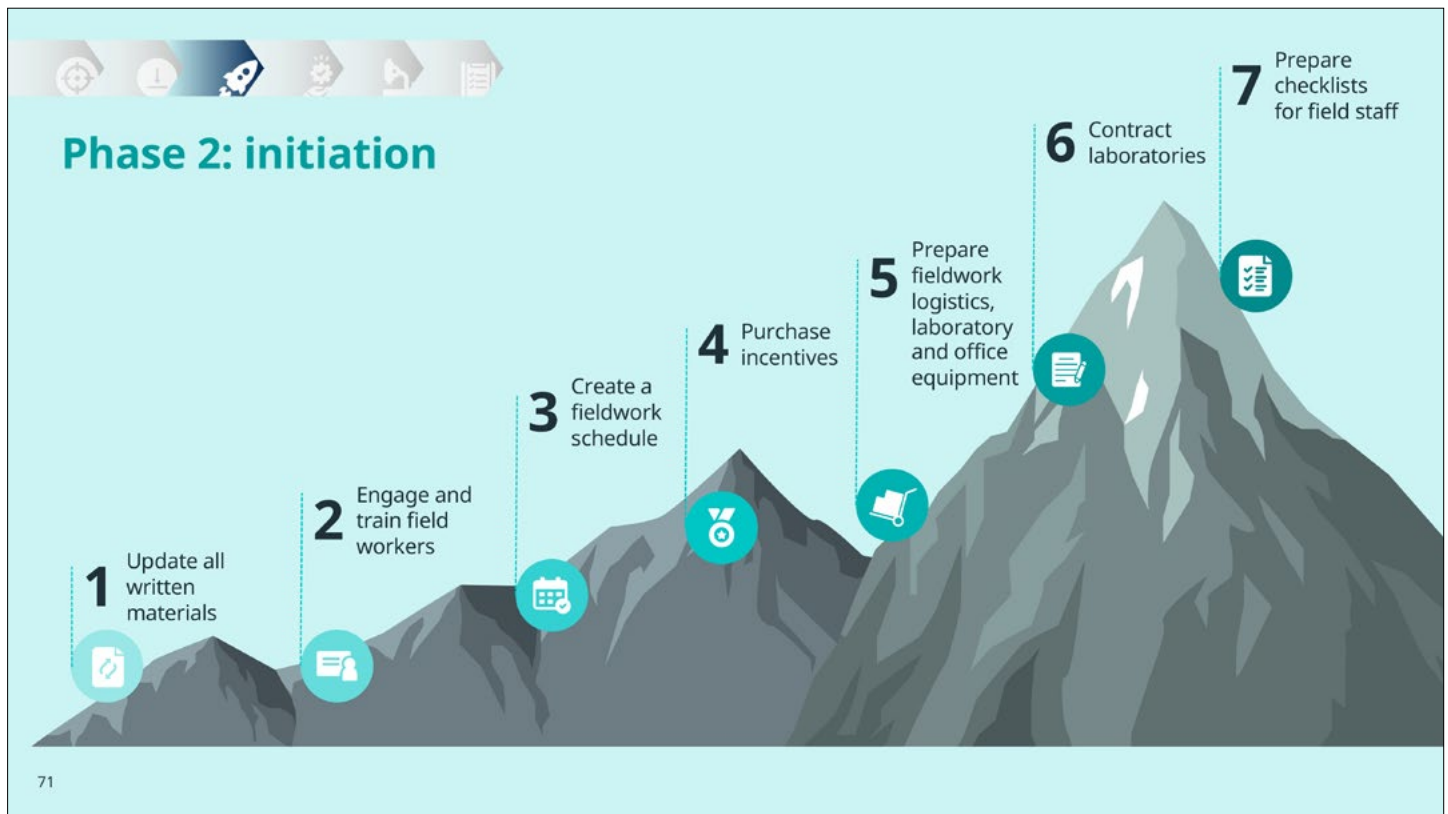 Phase 2: initiation
1
Update all
written
materials
2
Engage and
train field
workers
3
Create a
fieldwork
schedule
4
Purchase
incentives
5
Prepare
fieldwork
logistics,
laboratory
and office
equipment
6
Contract
laboratories
7
Prepare
checklists
for field staff
71